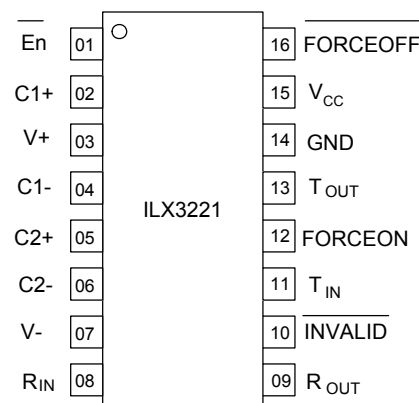 En 01 16 FORCEOFF
C1+ 02 15 VCC
V+ 03 14 GND
C1- 04 13 TOUT
ILX3221
C2+ 05 12 FORCEON
C2- 06 11 TIN
V- 07 10 INVALID
RIN 08 09 ROUT